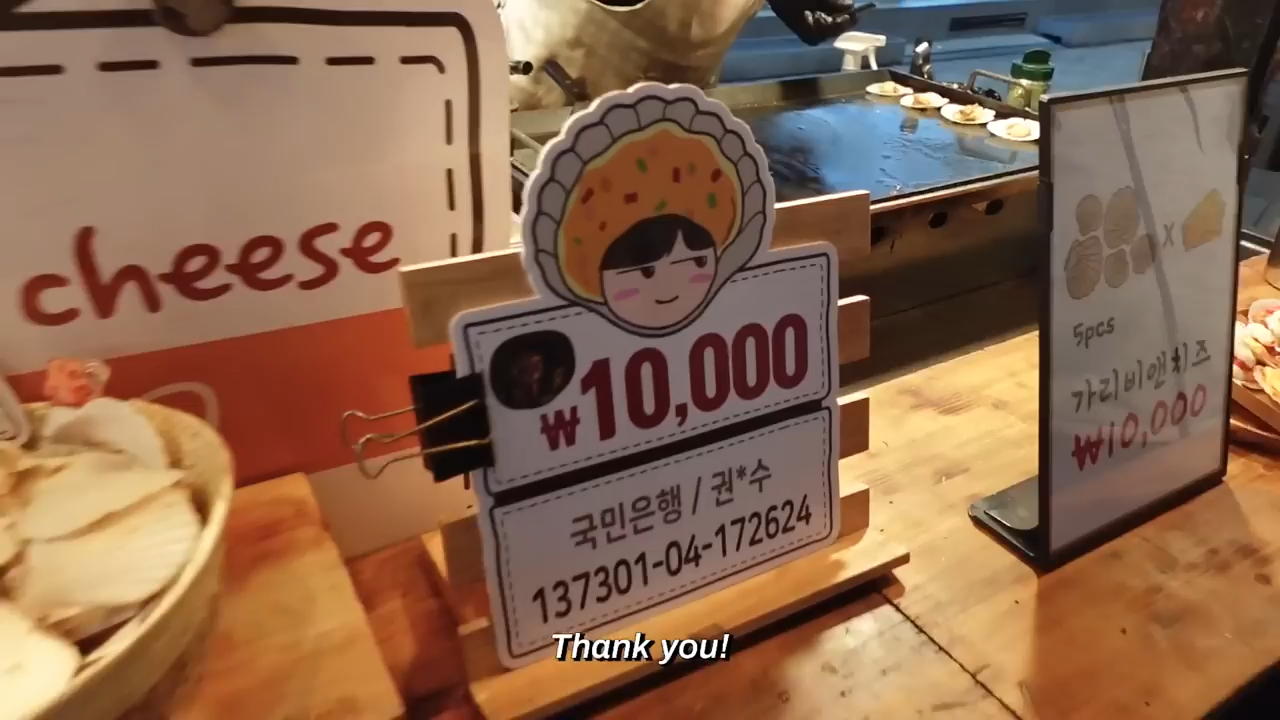 cheese
₩10,000
국민은행 / 권*수
137301-04-172624
x
5pcs
가리비앤치즈
₩10,000
Thank you!